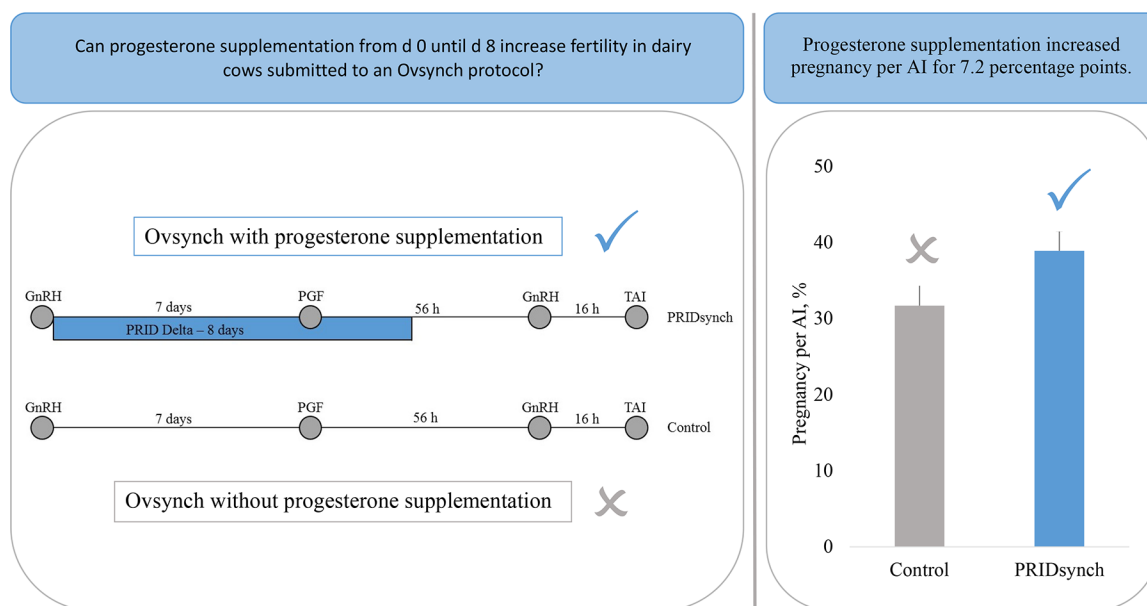 Can progesterone supplementation from d 0 until d 8 increase fertility in dairy
cows submitted to an Ovsynch protocol?
Ovsynch with progesterone supplementation
GnRH 7 days PGF 56 h GnRH 16 h TAI
PRID Delta – 8 days
PRIDsynch
GnRH 7 days PGF 56 h GnRH 16 h TAI
Control
Ovsynch without progesterone supplementation
Progesterone supplementation increased
pregnancy per AI for 7.2 percentage points.
Pregnancy per AI, %
50
40
30
20
10
0
Control PRIDsynch